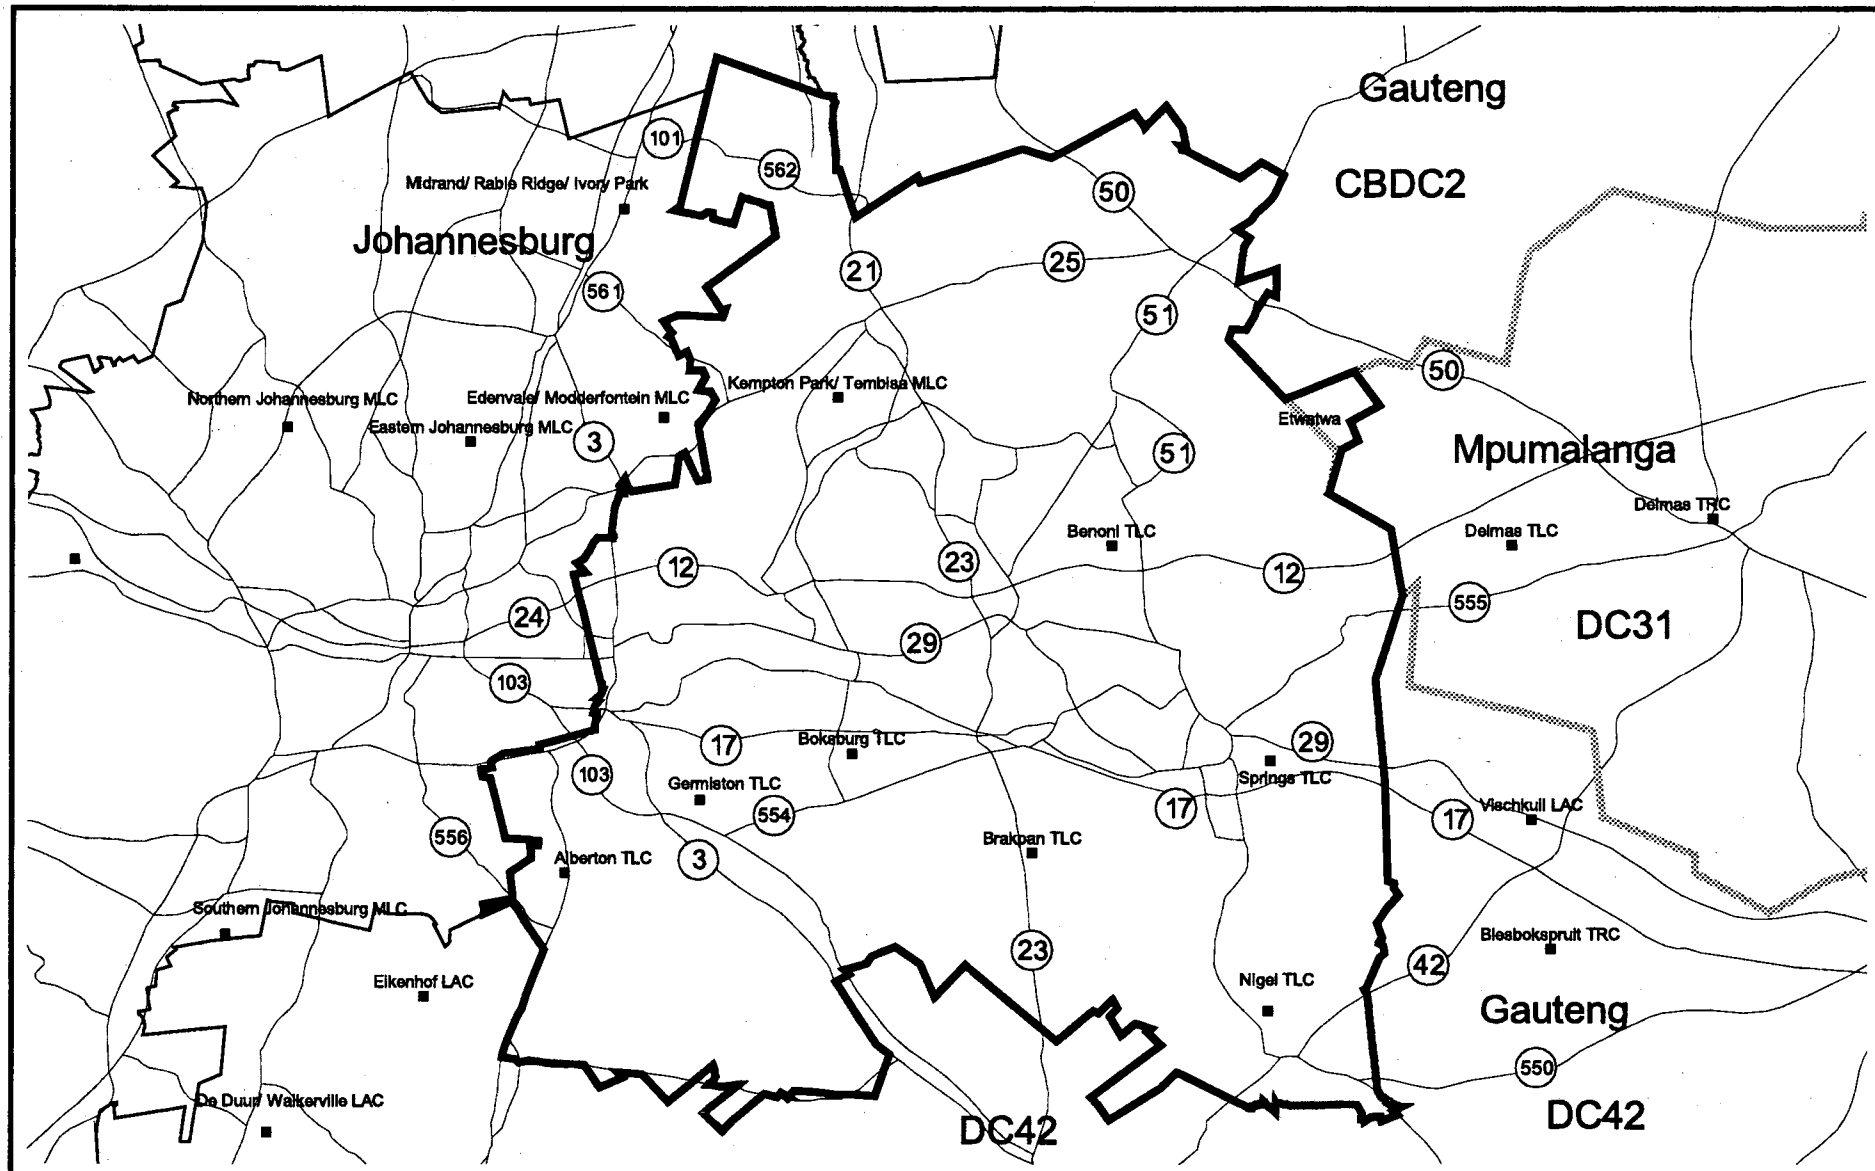 Gauteng
101
562
Midrand/ Rabie Ridge/ Ivory Park
CBDC2
50
Johannesburg
21
25
561
51
50
Kempton Park/ Tembisa MLC
Northern Johannesburg MLC
Edenvale/ Modderfontein MLC
Eastern Johannesburg MLC
3
Etwatwa
51
Mpumalanga
Delmas TRC
Benoni TLC
Delmas TLC
12
23
12
555
24
29
DC31
103
17
Boksburg TLC
29
103
Germiston TLC
Springs TLC
554
17
Vischkuil LAC
17
556
Brakpan TLC
3
Alberton TLC
Southern Johannesburg MLC
23
Blesbokspruit TRC
42
Eikenhof LAC
Nigel TLC
Gauteng
550
De Duur/ Walkerville LAC
DC42
DC42